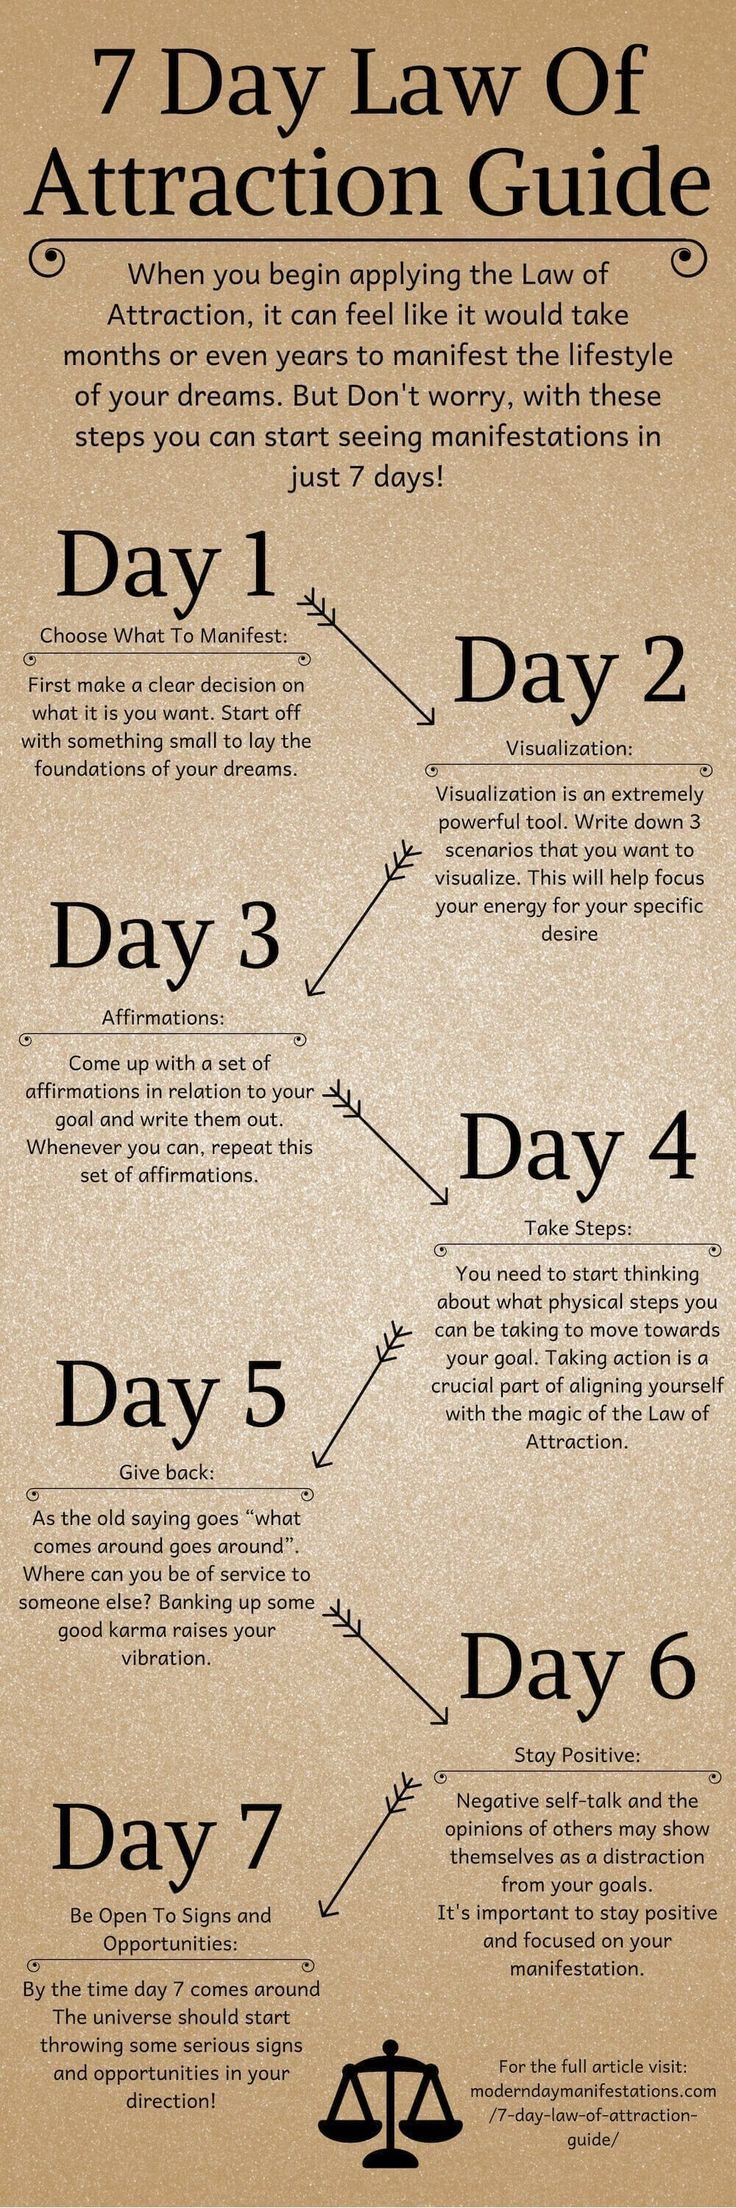 7 Day Law Of
Attraction Guide
When you begin applying the Law of
Attraction, it can feel like it would take
months or even years to manifest the lifestyle
of your dreams. But Don't worry, with these
steps you can start seeing manifestations in
just 7 days!
Day 1
Choose What To Manifest:
First make a clear decision on
what it is you want. Start off
with something small to lay the
foundations of your dreams.
Day 2
Visualization:
Visualization is an extremely
powerful tool. Write down 3
scenarios that you want to
visualize. This will help focus
your energy for your specific
desire
Day 3
Affirmations:
Come up with a set of
affirmations in relation to your
goal and write them out.
Whenever you can, repeat this
set of affirmations.
Day 4
Take Steps:
You need to start thinking
about what physical steps you
can be taking to move towards
your goal. Taking action is a
crucial part of aligning yourself
with the magic of the Law of
Attraction.
Day 5
Give back:
As the old saying goes “what
comes around goes around”.
Where can you be of service to
someone else? Banking up some
good karma raises your
vibration.
Day 6
Stay Positive:
Negative self-talk and the
opinions of others may show
themselves as a distraction
from your goals.
It's important to stay positive
and focused on your
manifestation.
Day 7
Be Open To Signs and
Opportunities:
By the time day 7 comes around
The universe should start
throwing some serious signs
and opportunities in your
direction!
For the full article visit:
moderndaymanifestations.com
/7-day-law-of-attraction-
guide/